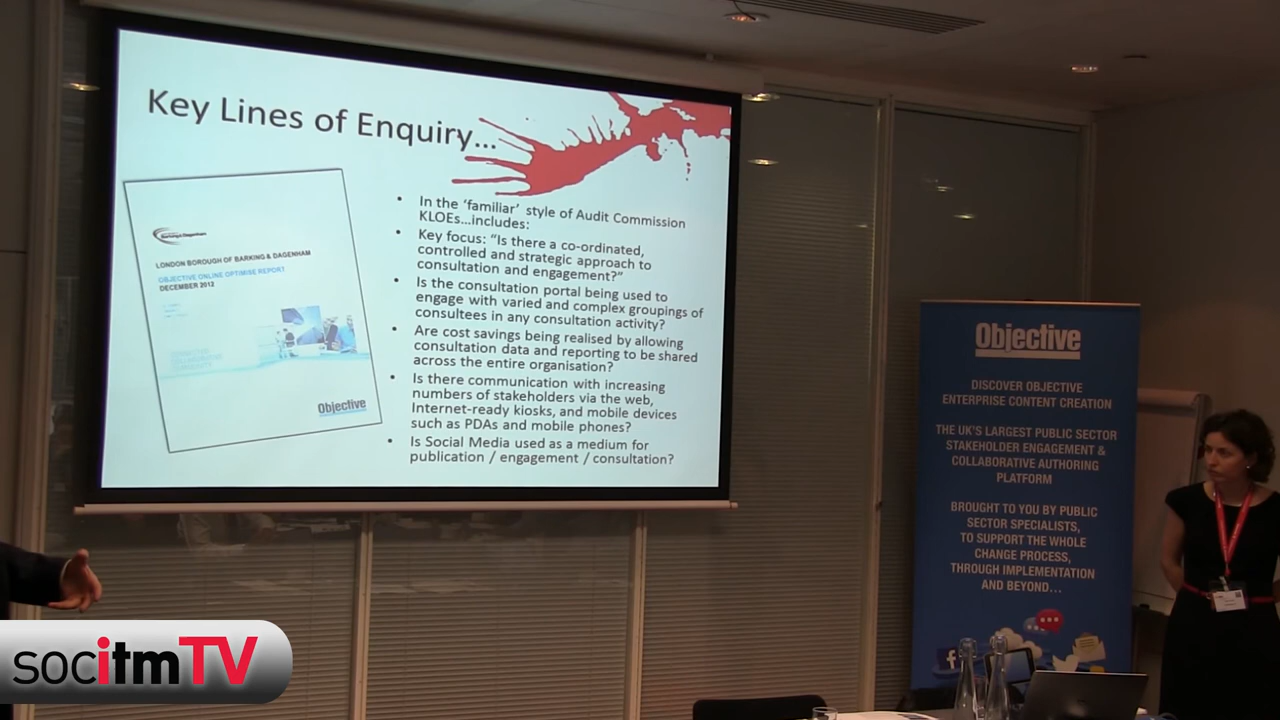 Key Lines of Enquiry...
Barking & Dagenham
LONDON BOROUGH OF BARKING & DAGENHAM
OBJECTIVE ONLINE OPTIMISE REPORT
DECEMBER 2012
Objective
• In the ‘familiar’ style of Audit Commission
KLOEs...includes:
• Key focus: “Is there a co-ordinated,
controlled and strategic approach to
consultation and engagement?”
• Is the consultation portal being used to
engage with varied and complex groupings of
consultees in any consultation activity?
• Are cost savings being realised by allowing
consultation data and reporting to be shared
across the entire organisation?
• Is there communication with increasing
numbers of stakeholders via the web,
Internet-ready kiosks, and mobile devices
such as PDAs and mobile phones?
• Is Social Media used as a medium for
publication / engagement / consultation?
Objective
DISCOVER OBJECTIVE
ENTERPRISE CONTENT CREATION
THE UK'S LARGEST PUBLIC SECTOR
STAKEHOLDER ENGAGEMENT &
COLLABORATIVE AUTHORING
PLATFORM
BROUGHT TO YOU BY PUBLIC
SECTOR SPECIALISTS,
TO SUPPORT THE WHOLE
CHANGE PROCESS,
THROUGH IMPLEMENTATION
AND BEYOND...
f
socitmTV